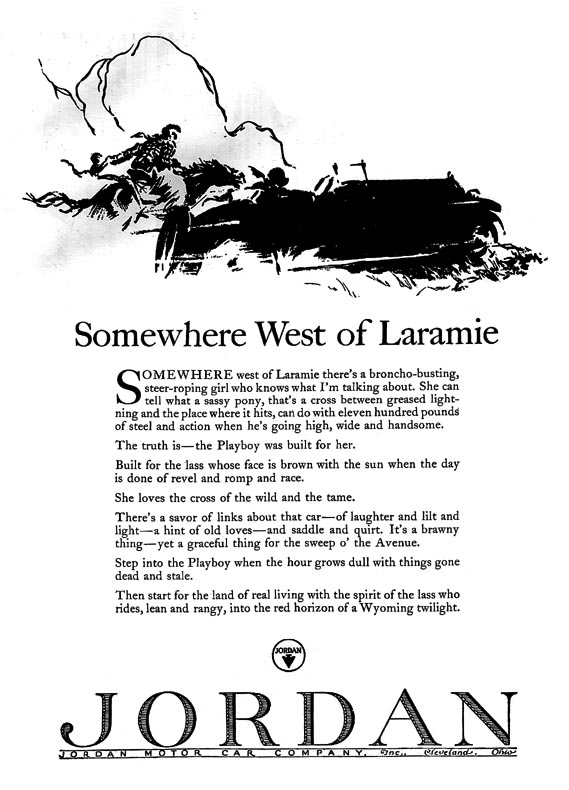 Somewhere West of Laramie
SOMEWHERE west of Laramie there's a broncho-busting,
steer-roping girl who knows what I'm talking about. She can
tell what a sassy pony, that's a cross between greased light-
ning and the place where it hits, can do with eleven hundred pounds
of steel and action when he's going high, wide and handsome.
The truth is—the Playboy was built for her.
Built for the lass whose face is brown with the sun when the day
is done of revel and romp and race.
She loves the cross of the wild and the tame.
There's a savor of links about that car—of laughter and lilt and
light—a hint of old loves—and saddle and quirt. It's a brawny
thing—yet a graceful thing for the sweep o' the Avenue.
Step into the Playboy when the hour grows dull with things gone
dead and stale.
Then start for the land of real living with the spirit of the lass who
rides, lean and rangy, into the red horizon of a Wyoming twilight.
JORDAN
JORDAN
JORDAN MOTOR CAR COMPANY, Inc., Cleveland, Ohio